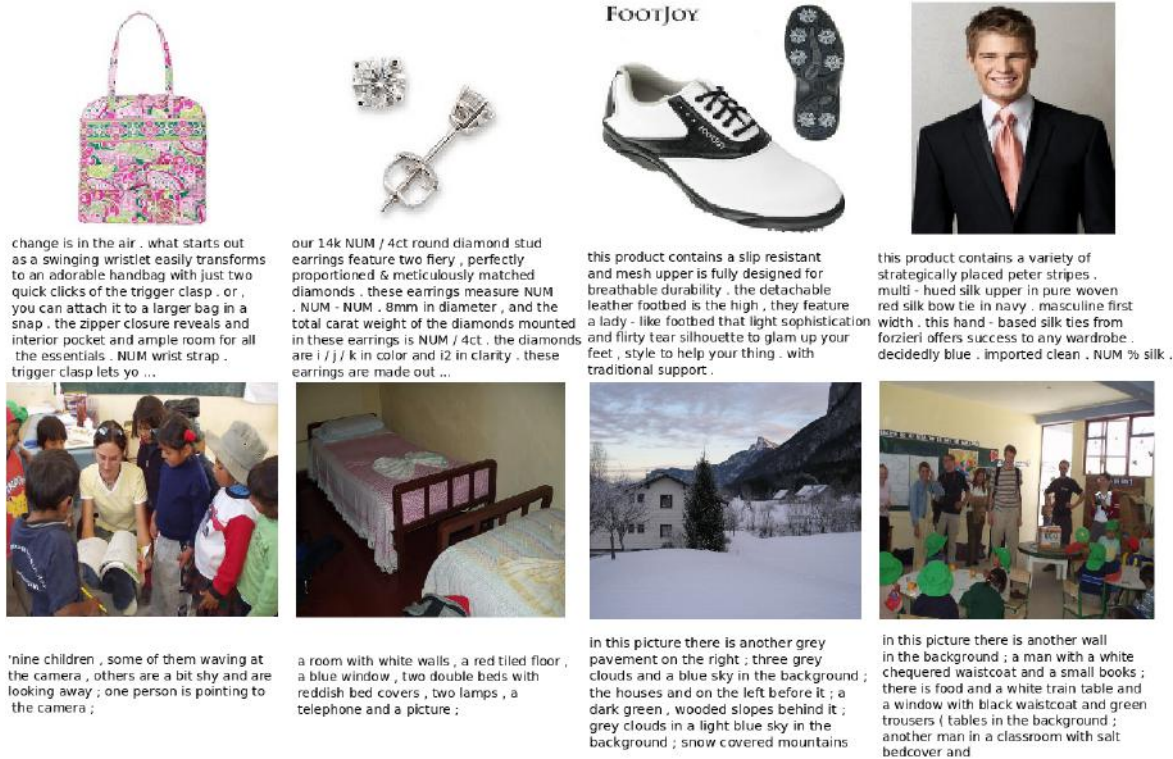 FOOTJOY
FOOTJOY
change is in the air . what starts out
as a swinging wristlet easily transforms
to an adorable handbag with just two
quick clicks of the trigger clasp . or ,
you can attach it to a larger bag in a
snap . the zipper closure reveals and
interior pocket and ample room for all
the essentials . NUM wrist strap .
trigger clasp lets yo ...
our 14k NUM / 4ct round diamond stud
earrings feature two fiery , perfectly
proportioned & meticulously matched
diamonds . these earrings measure NUM
. NUM - NUM . 8mm in diameter , and the
total carat weight of the diamonds mounted
in these earrings is NUM / 4ct . the diamonds
are i / j / k in color and i2 in clarity . these
earrings are made out ...
this product contains a slip resistant
and mesh upper is fully designed for
breathable durability . the detachable
leather footbed is the high , they feature
a lady - like footbed that light sophistication
and flirty tear silhouette to glam up your
feet , style to help your thing . with
traditional support .
this product contains a variety of
strategically placed peter stripes .
multi - hued silk upper in pure woven
red silk bow tie in navy . masculine first
width . this hand - based silk ties from
forzieri offers success to any wardrobe .
decidedly blue . imported clean . NUM % silk .
'nine children , some of them waving at
the camera , others are a bit shy and are
looking away ; one person is pointing to
the camera ;
a room with white walls , a red tiled floor ,
a blue window , two double beds with
reddish bed covers , two lamps , a
telephone and a picture ;
in this picture there is another grey
pavement on the right ; three grey
clouds and a blue sky in the background ;
the houses and on the left before it ; a
dark green , wooded slopes behind it ;
grey clouds in a light blue sky in the
background ; snow covered mountains
in this picture there is another wall
in the background ; a man with a white
chequered waistcoat and a small books ;
there is food and a white train table and
a window with black waistcoat and green
trousers ( tables in the background ;
another man in a classroom with salt
bedcover and